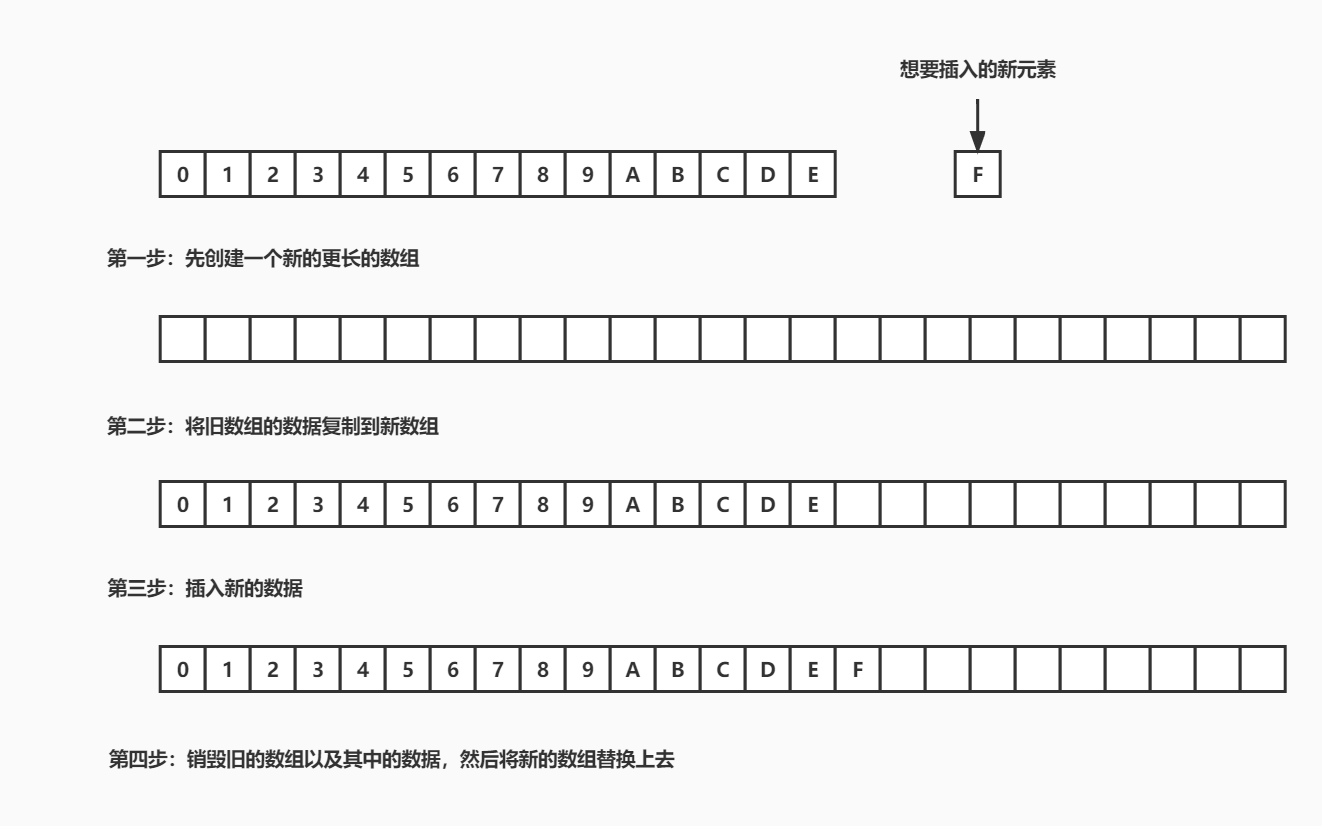 想要插入的新元素
0 1 2 3 4 5 6 7 8 9 A B C D E F
第一步：先创建一个新的更长的数组
第二步：将旧数组的数据复制到新数组
0 1 2 3 4 5 6 7 8 9 A B C D E
第三步：插入新的数据
0 1 2 3 4 5 6 7 8 9 A B C D E F
第四步：销毁旧的数组以及其中的数据，然后将新的数组替换上去